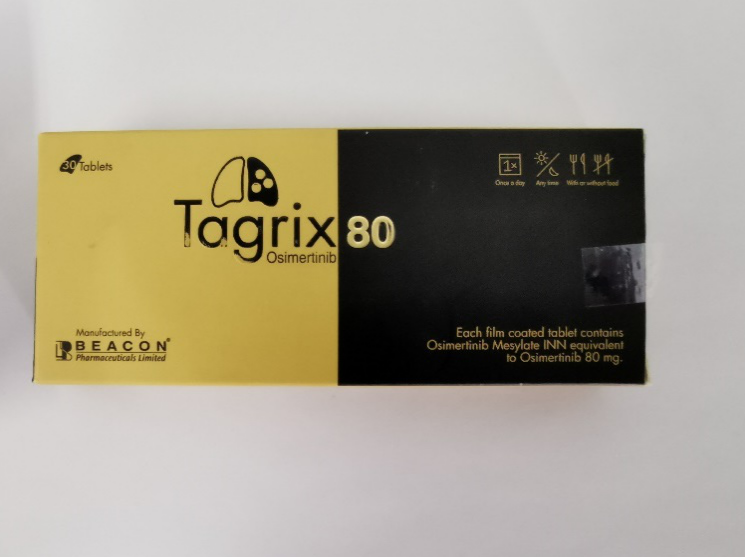 30 Tablets
Tagrix 80
Osimertinib
Manufactured By
BEACON®
Pharmaceuticals Limited
1x
Once a day
Any time
With or without food
Each film coated tablet contains
Osimertinib Mesylate INN equivalent
to Osimertinib 80 mg.